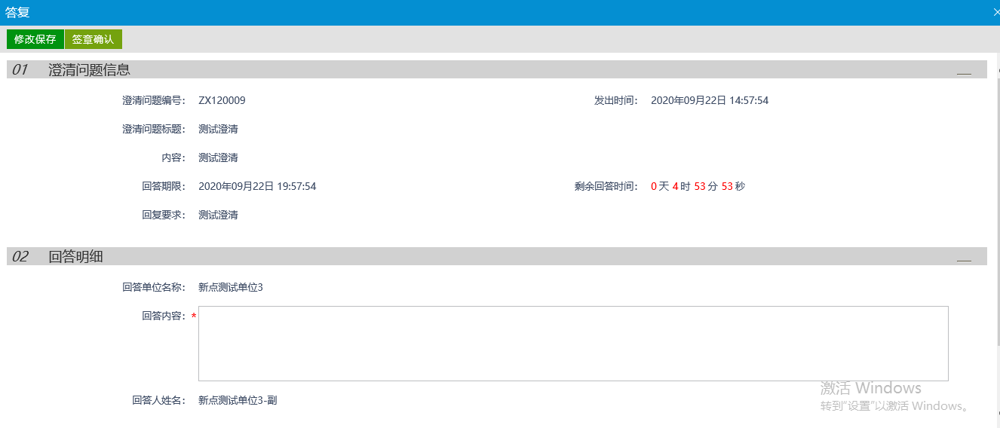 答复
修改保存 签章确认
01 澄清问题信息
澄清问题编号： ZX120009 发出时间： 2020年09月22日 14:57:54
澄清问题标题： 测试澄清
内容： 测试澄清
回答期限： 2020年09月22日 19:57:54 剩余回答时间： 0 天 4 时 53 分 53 秒
回复要求： 测试澄清
02 回答明细
回答单位名称： 新点测试单位3
回答内容： *
回答人姓名： 新点测试单位3-副
激活 Windows
转到"设置"以激活 Windows。